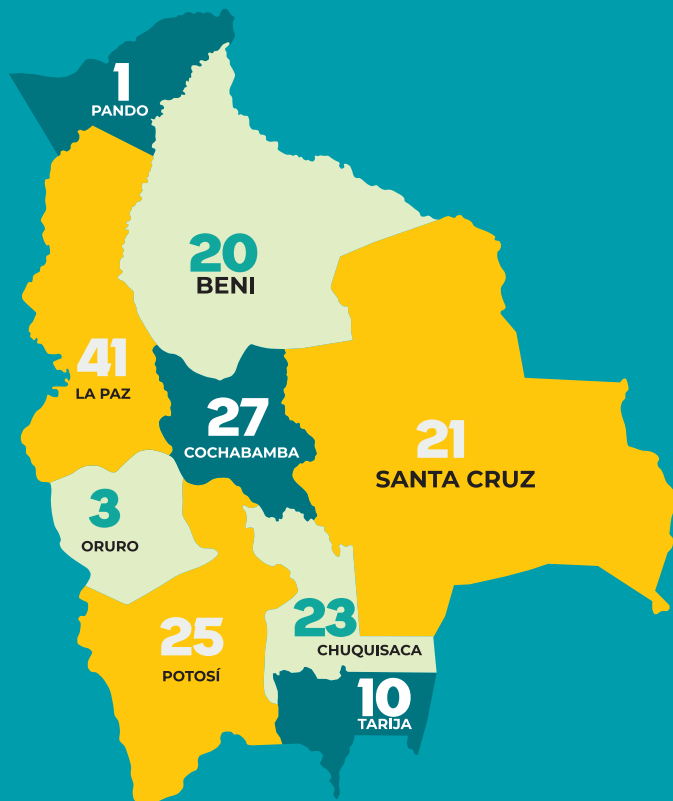 1
PANDO
20
BENI
41
LA PAZ
27
COCHABAMBA
21
SANTA CRUZ
3
ORURO
25
POTOSÍ
23
CHUQUISACA
10
TARIJA